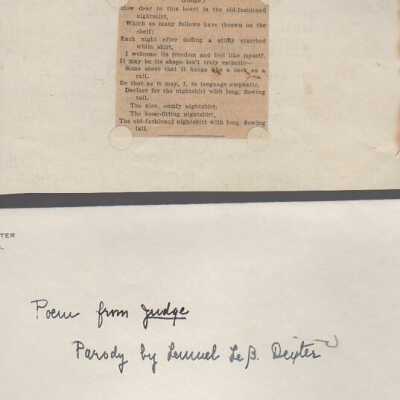 (Judge)
How dear to this heart is the old-fashioned
nightshirt,
Which so many fellows have thrown on the
shelf!
Each night after doffing a stiffly starched
white shirt,
I welcome its freedom and feel like myself.
It may be its shape isn't truly esthetic—
Some aver that it hangs like a sack on a
rail.
Be that as it may, I, in language emphatic,
Declare for the nightshirt with long, flowing
tail.
The nice, comfy nightshirt,
The loose-fitting nightshirt,
The old-fashioned nightshirt with long, flowing
tail.
TER
Poem from Judge
Parody by Lemuel Le B. Dexter